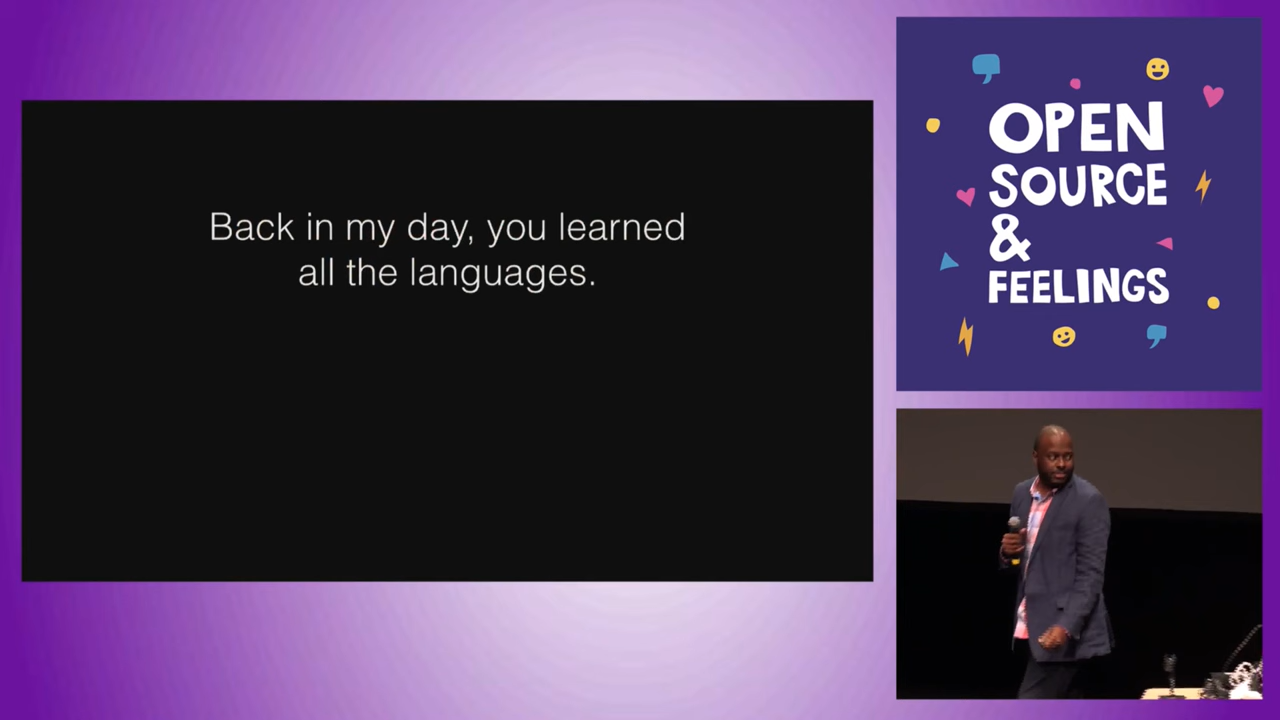 Back in my day, you learned
all the languages.
OPEN
SOURCE
&
FEELINGS